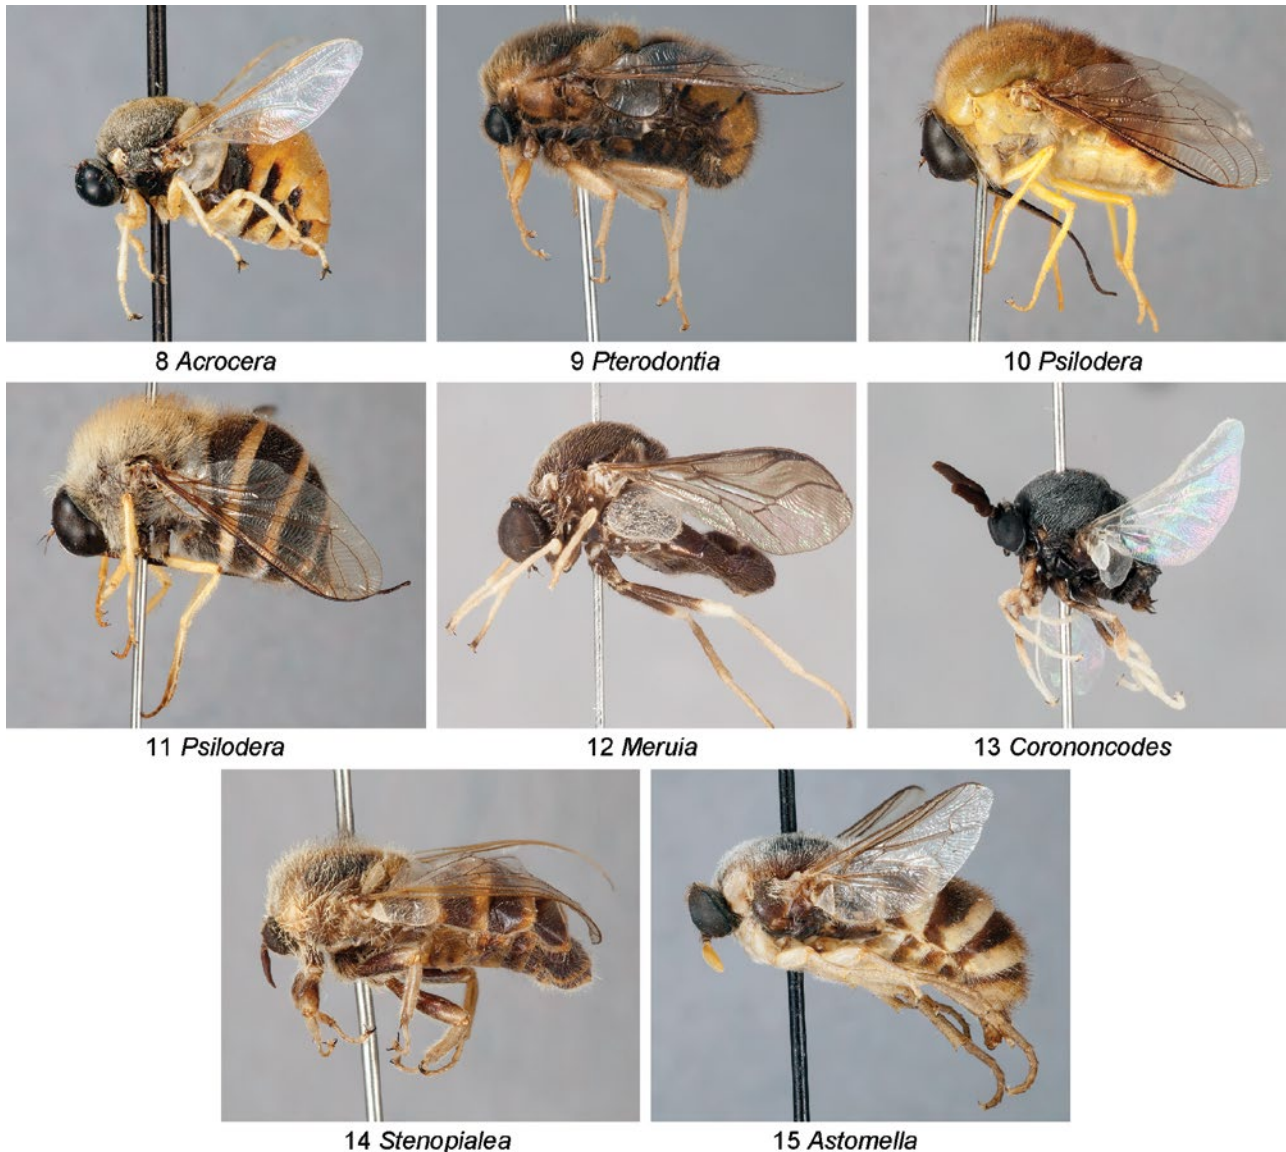 8 Acrocera
9 Pterodontia
10 Psilodera
11 Psilodera
12 Meruia
13 Corononcodes
14 Stenopialea
15 Astomella